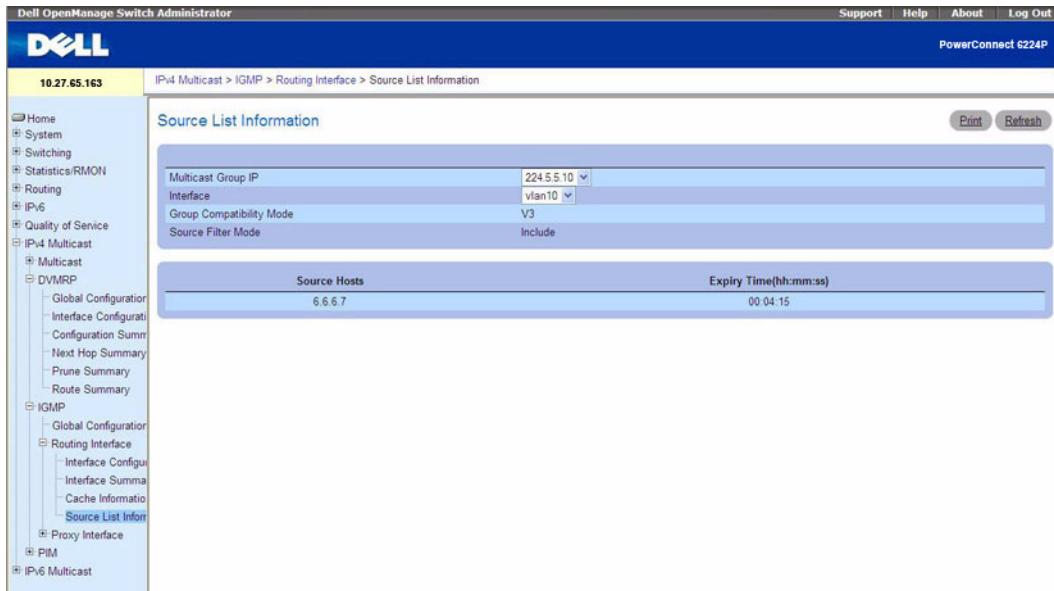 Dell OpenManage Switch Administrator
Support Help About Log Out
DELL
PowerConnect 6224P
10.27.65.163
IPv4 Multicast > IGMP > Routing Interface > Source List Information
Home
System
Switching
Statistics/RMON
Routing
IPv6
Quality of Service
IPv4 Multicast
Multicast
DVMRP
Global Configuration
Interface Configurati
Configuration Summ
Next Hop Summary
Prune Summary
Route Summary
IGMP
Global Configuration
Routing Interface
Interface Configu
Interface Summa
Cache Informatio
Source List Inform
Proxy Interface
PIM
IPv6 Multicast
Source List Information
Print Refresh
Multicast Group IP 224.5.5.10
Interface vlan10
Group Compatibility Mode V3
Source Filter Mode Include
Source Hosts Expiry Time(hh:mm:ss)
6.6.6.7 00:04:15